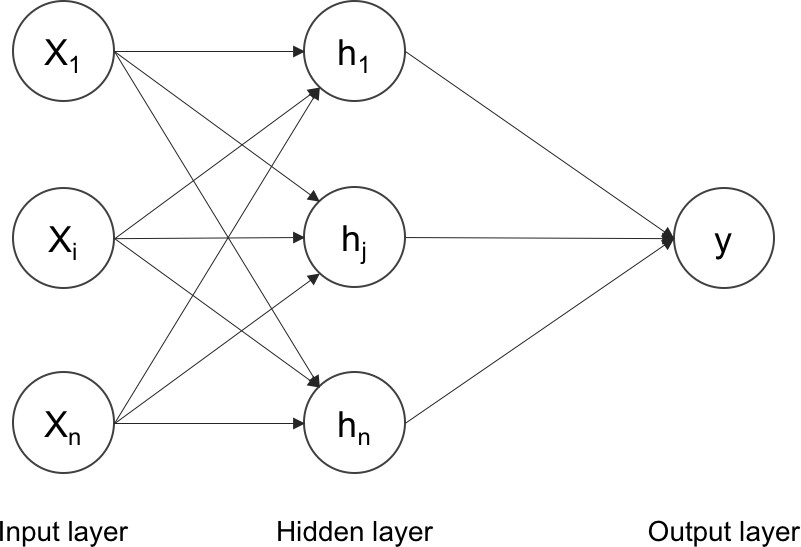 X₁
h₁
Xᵢ
hⱼ
y
Xₙ
hₙ
Input layer
Hidden layer
Output layer